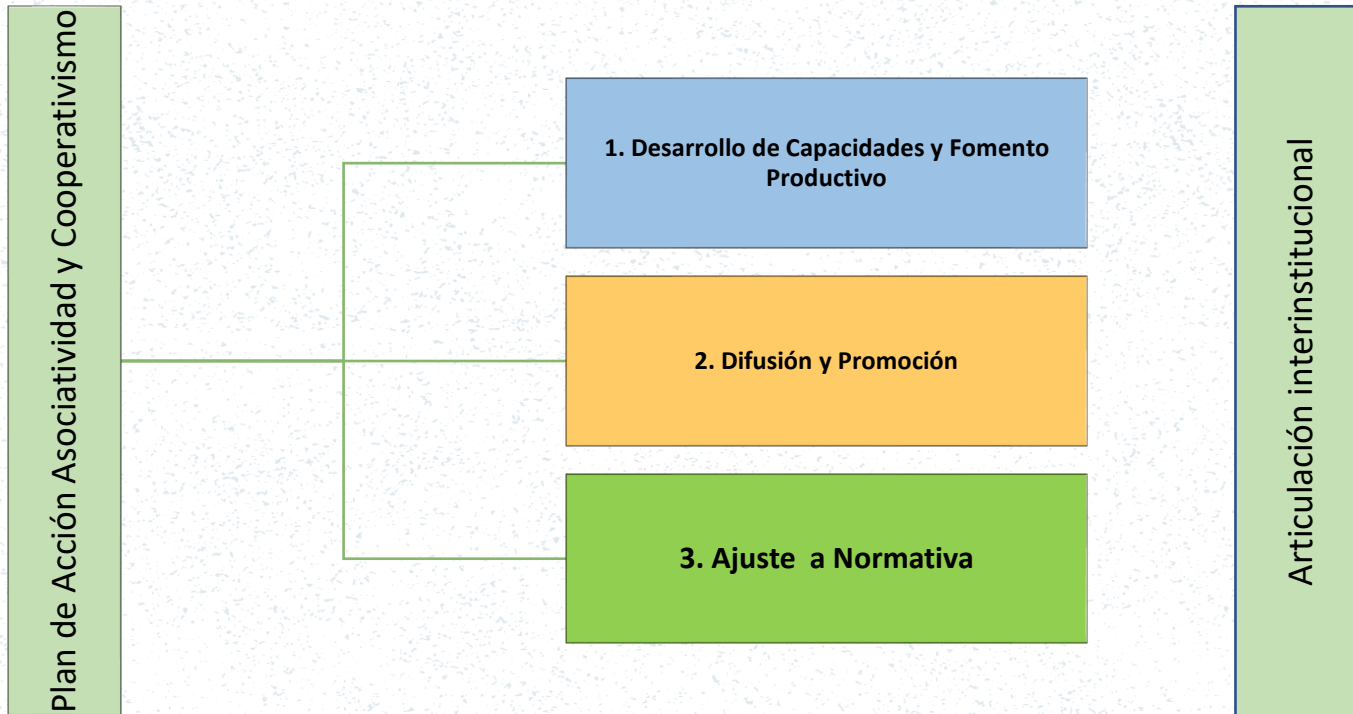 Plan de Acción Asociatividad y Cooperativismo
1. Desarrollo de Capacidades y Fomento
Productivo
2. Difusión y Promoción
3. Ajuste  a Normativa
Articulación interinstitucional